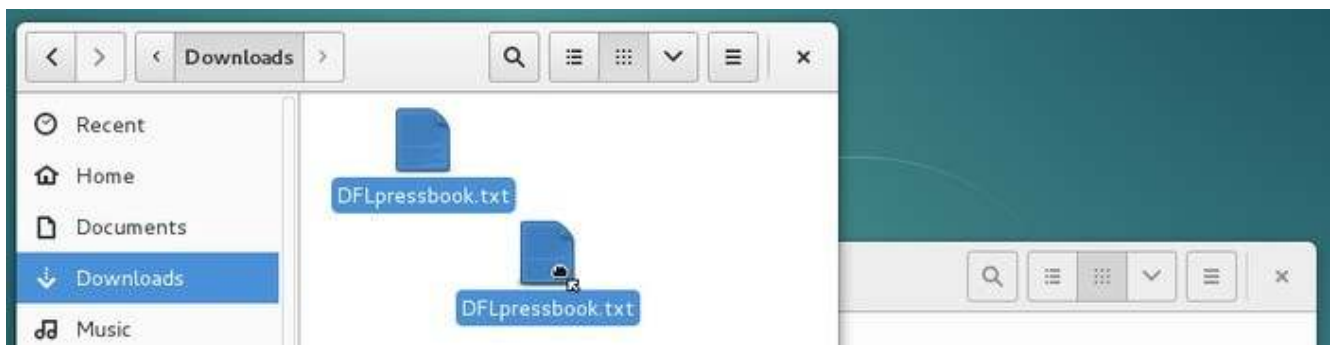 Downloads
Recent
Home
DFLpressbook.txt
Documents
Downloads
DFLpressbook.txt
Music